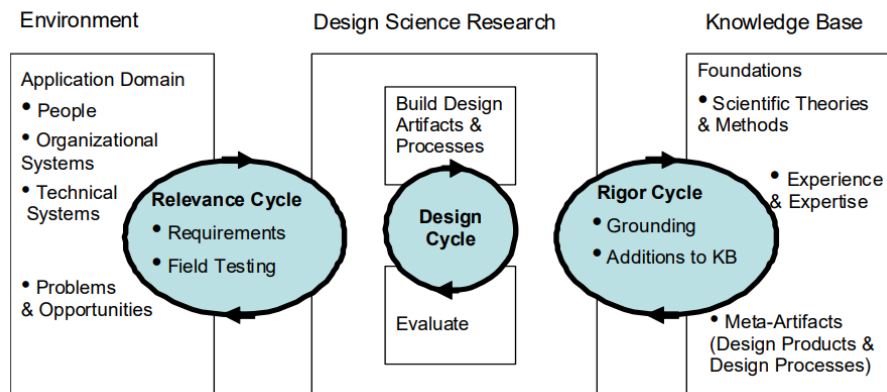 Environment
Design Science Research
Knowledge Base
Application Domain
• People
• Organizational
Systems
• Technical
Systems
• Problems
& Opportunities
Relevance Cycle
• Requirements
• Field Testing
Build Design
Artifacts &
Processes
Design
Cycle
Evaluate
Rigor Cycle
• Grounding
• Additions to KB
Foundations
• Scientific Theories
& Methods
• Experience
& Expertise
• Meta-Artifacts
(Design Products &
Design Processes)